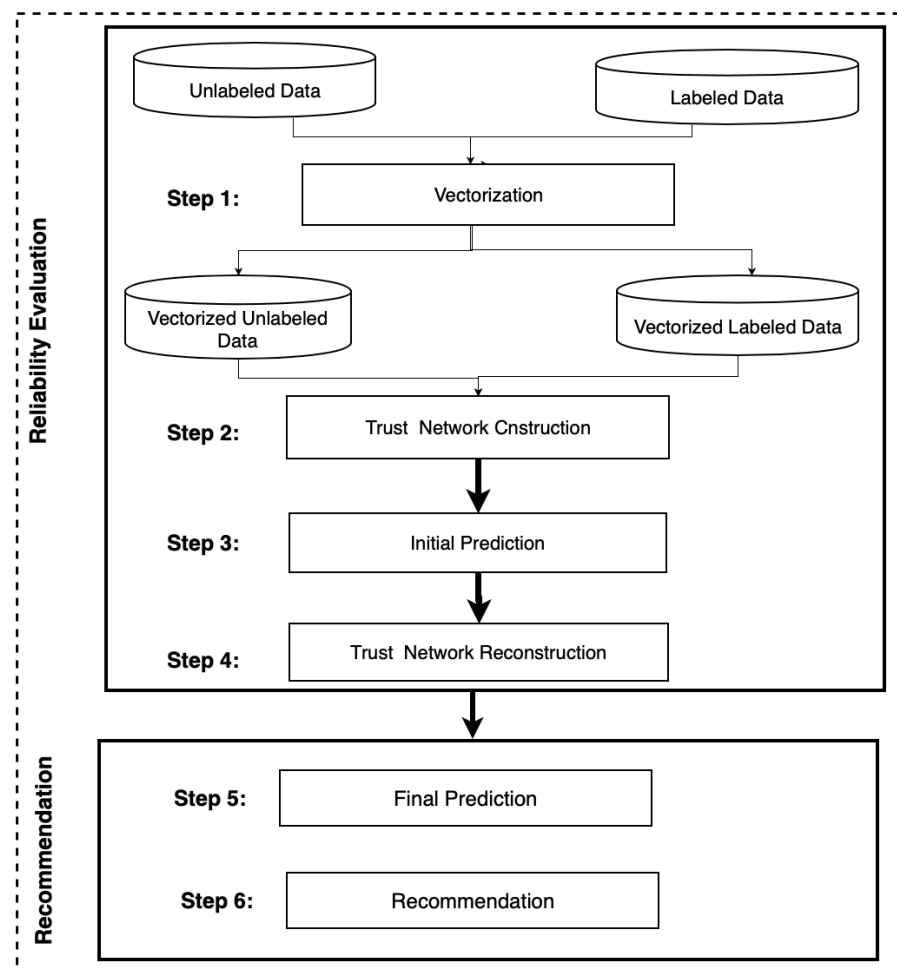 Unlabeled Data
Labeled Data
Step 1:
Vectorization
Reliability Evaluation
Vectorized Unlabeled
Data
Vectorized Labeled Data
Step 2:
Trust Network Cnstruction
Step 3:
Initial Prediction
Step 4:
Trust Network Reconstruction
Recommendation
Step 5:
Final Prediction
Step 6:
Recommendation